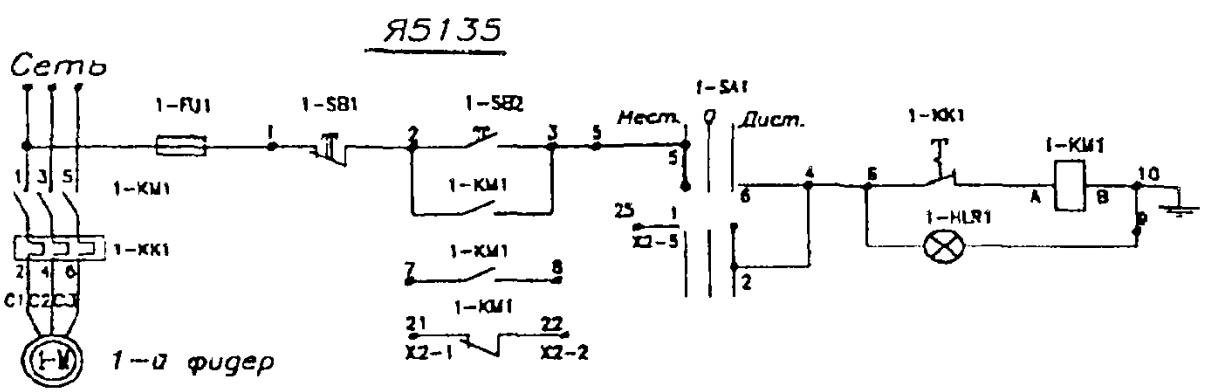 Я5135
Сеть
1-FU1
1-SB1
1-SB2
1-SA1
Мест.
Дист.
1-KK1
1-KM1
1
2
3
5
5
6
4
6
A
B
10
9
1 3 5
1-KM1
1-KM1
25
1
X2-5
1-HLR1
2
1-KK1
2 4 6
C1 C2 C3
1-KM1
7
8
1-KM1
21
22
X2-1
X2-2
1-M
1-й фидер